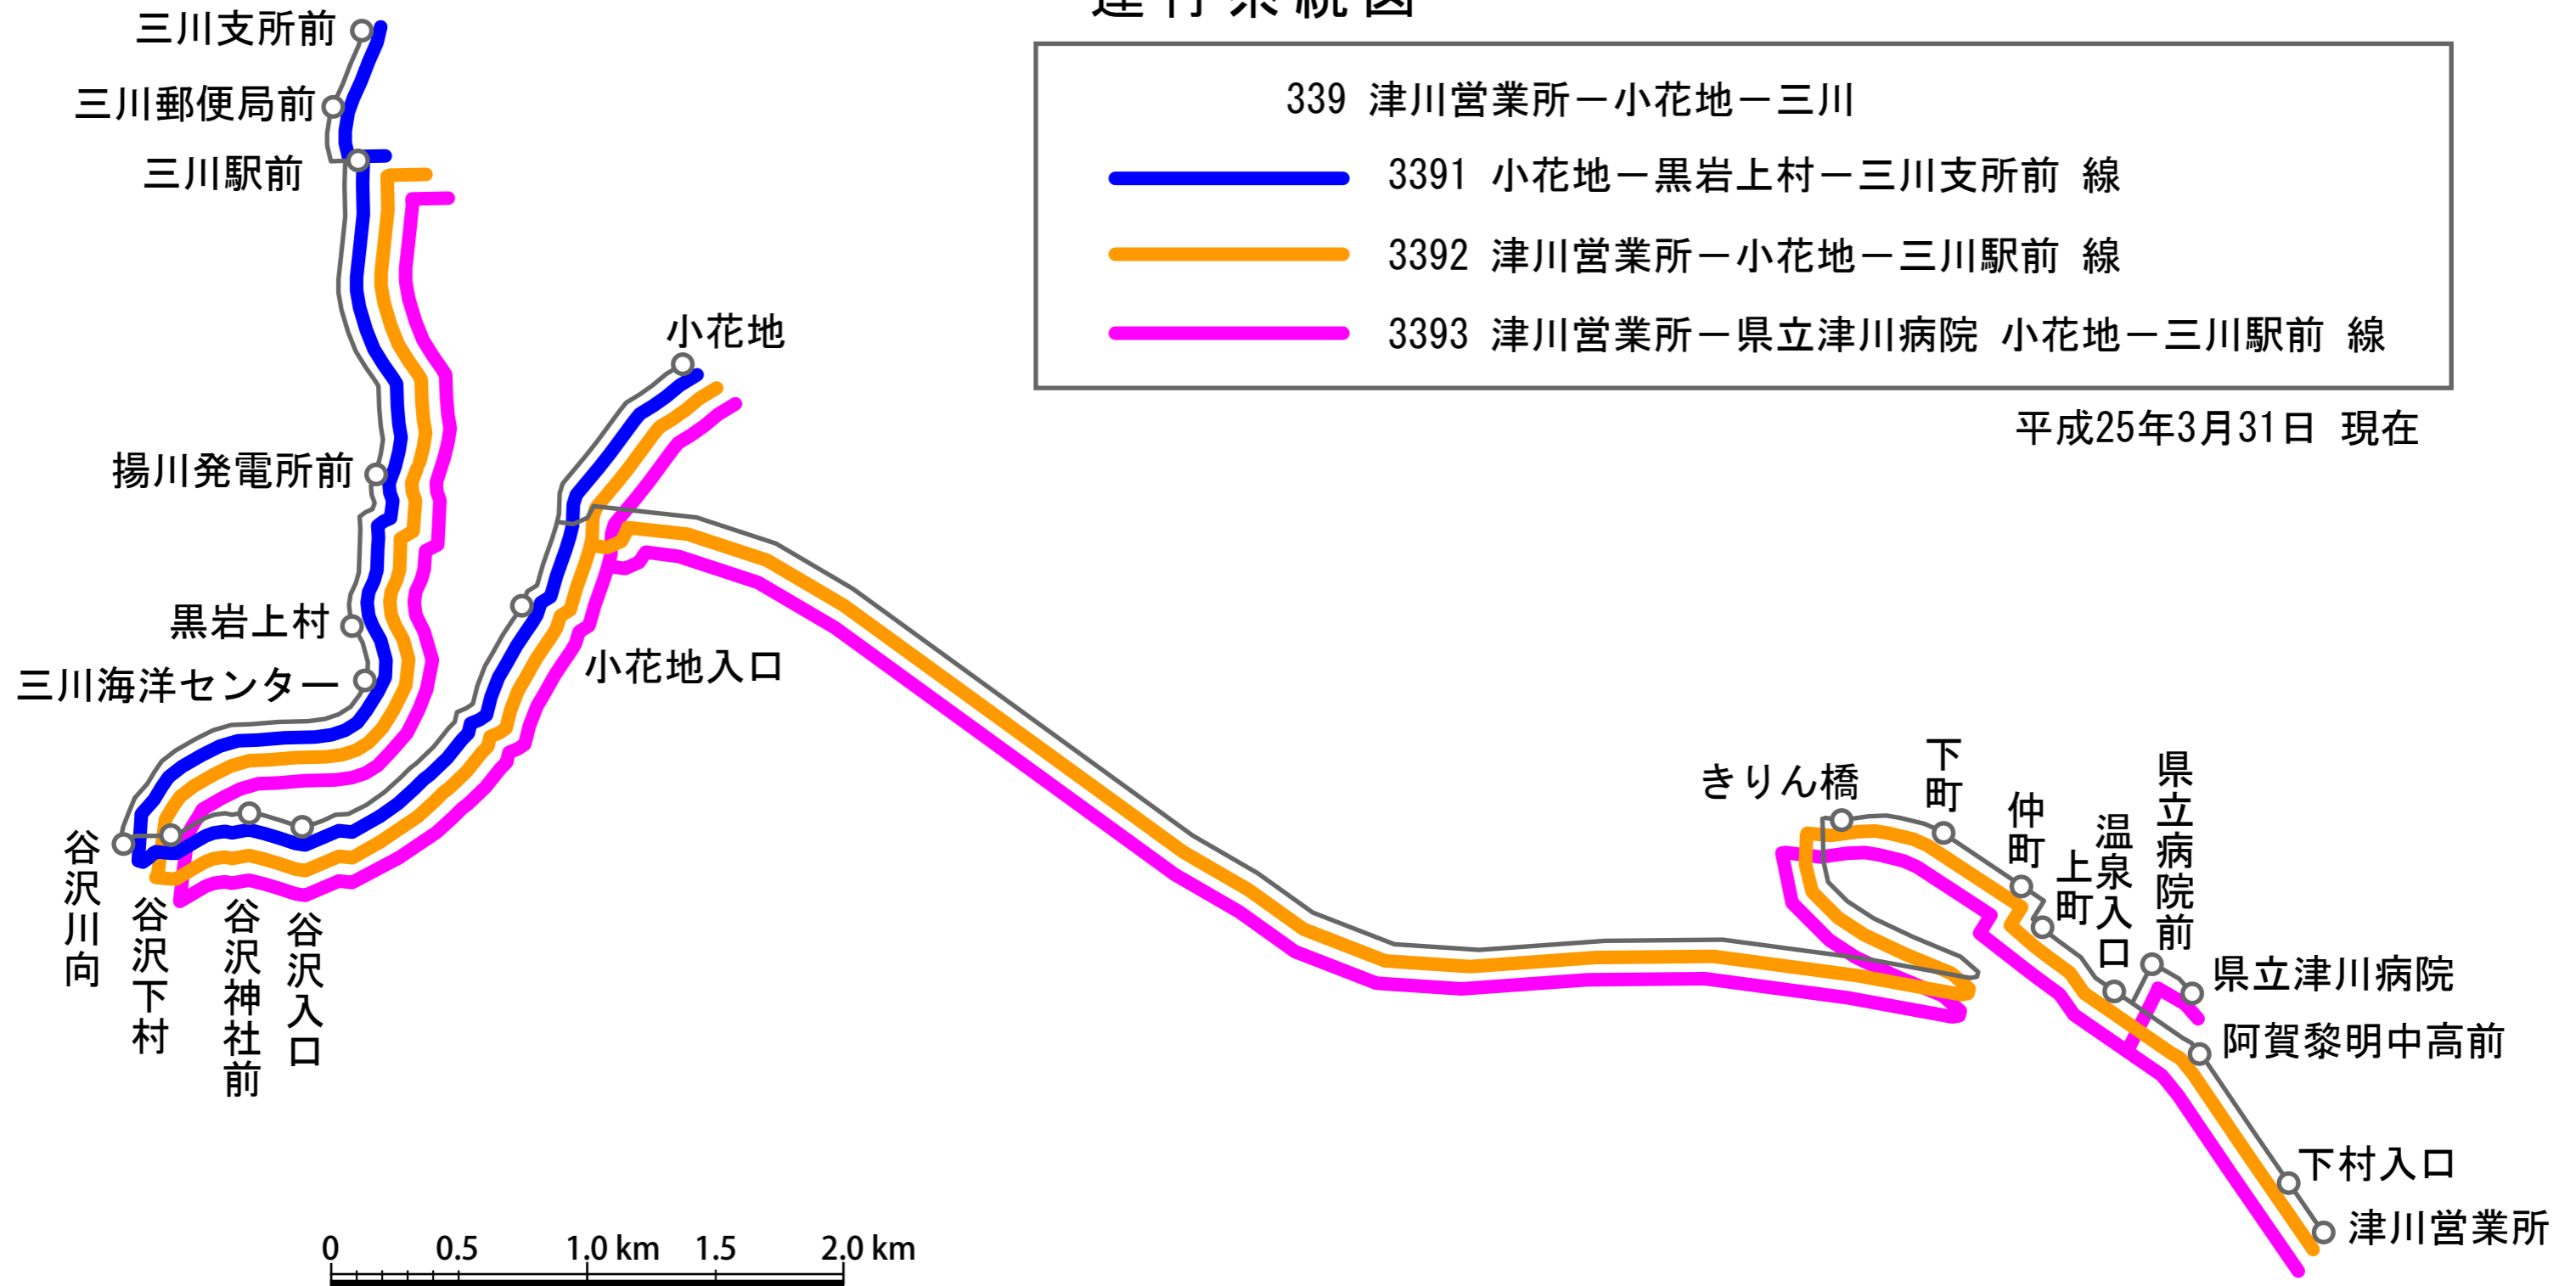 運行系統図
339 津川営業所－小花地－三川
3391 小花地－黒岩上村－三川支所前 線
3392 津川営業所－小花地－三川駅前 線
3393 津川営業所－県立津川病院 小花地－三川駅前 線
平成25年3月31日 現在
三川支所前
三川郵便局前
三川駅前
揚川発電所前
黒岩上村
三川海洋センター
谷沢川向
谷沢下村
谷沢神社前
谷沢入口
小花地
小花地入口
きりん橋
下町
仲町
上町
温泉入口
県立病院前
県立津川病院
阿賀黎明中高前
下村入口
津川営業所
0 0.5 1.0 km 1.5 2.0 km